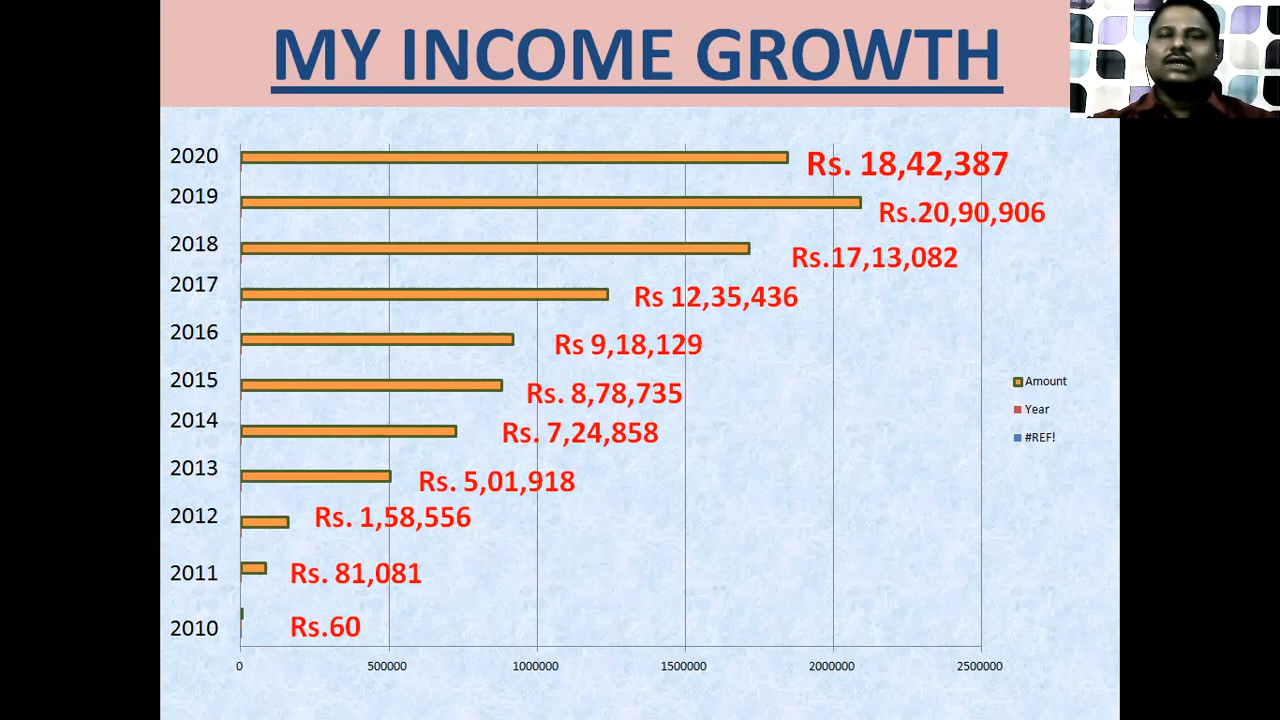 MY INCOME GROWTH
2020 Rs. 18,42,387
2019 Rs.20,90,906
2018 Rs.17,13,082
2017 Rs 12,35,436
2016 Rs 9,18,129
2015 Rs. 8,78,735
2014 Rs. 7,24,858
2013 Rs. 5,01,918
2012 Rs. 1,58,556
2011 Rs. 81,081
2010 Rs.60
0 500000 1000000 1500000 2000000 2500000
Amount
Year
#REF!